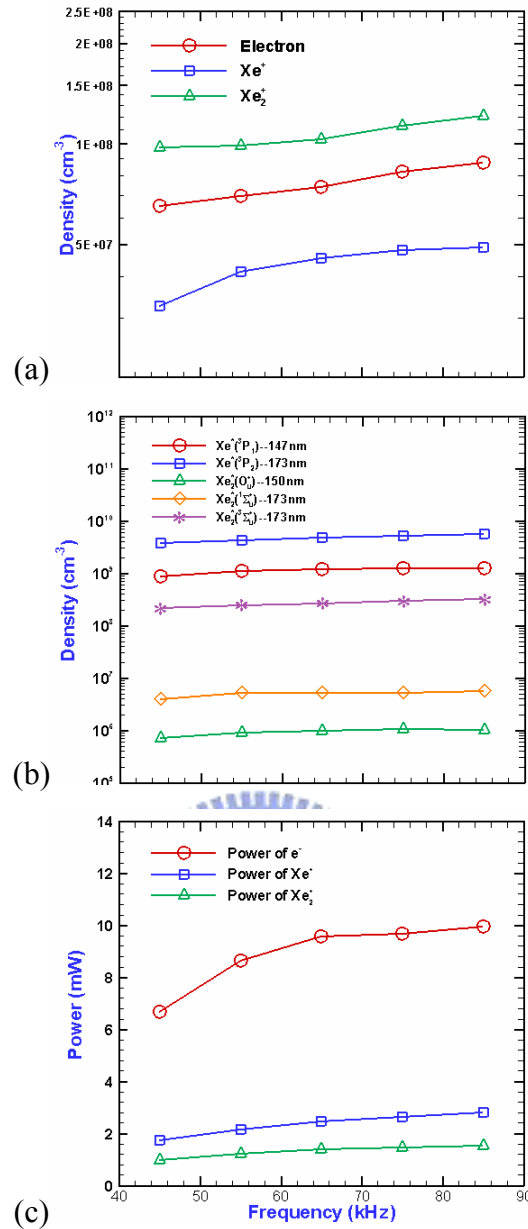 2.5E+08
2E+08
1.5E+08
1E+08
5E+07
Density (cm⁻³)
Electron
Xe⁺
Xe₂⁺
(a)
10¹²
10¹¹
10¹⁰
10⁹
10⁸
10⁷
10⁶
10⁵
Density (cm⁻³)
Xe*(³P₁)--147nm
Xe*(³P₂)--173nm
Xe₂*(Oᵤ⁺)--150nm
Xe₂*(¹Σᵤ⁺)--173nm
Xe₂*(³Σᵤ⁺)--173nm
(b)
14
12
10
8
6
4
2
0
Power (mW)
Power of e⁻
Power of Xe⁺
Power of Xe₂⁺
40 50 60 70 80 90
Frequency (kHz)
(c)